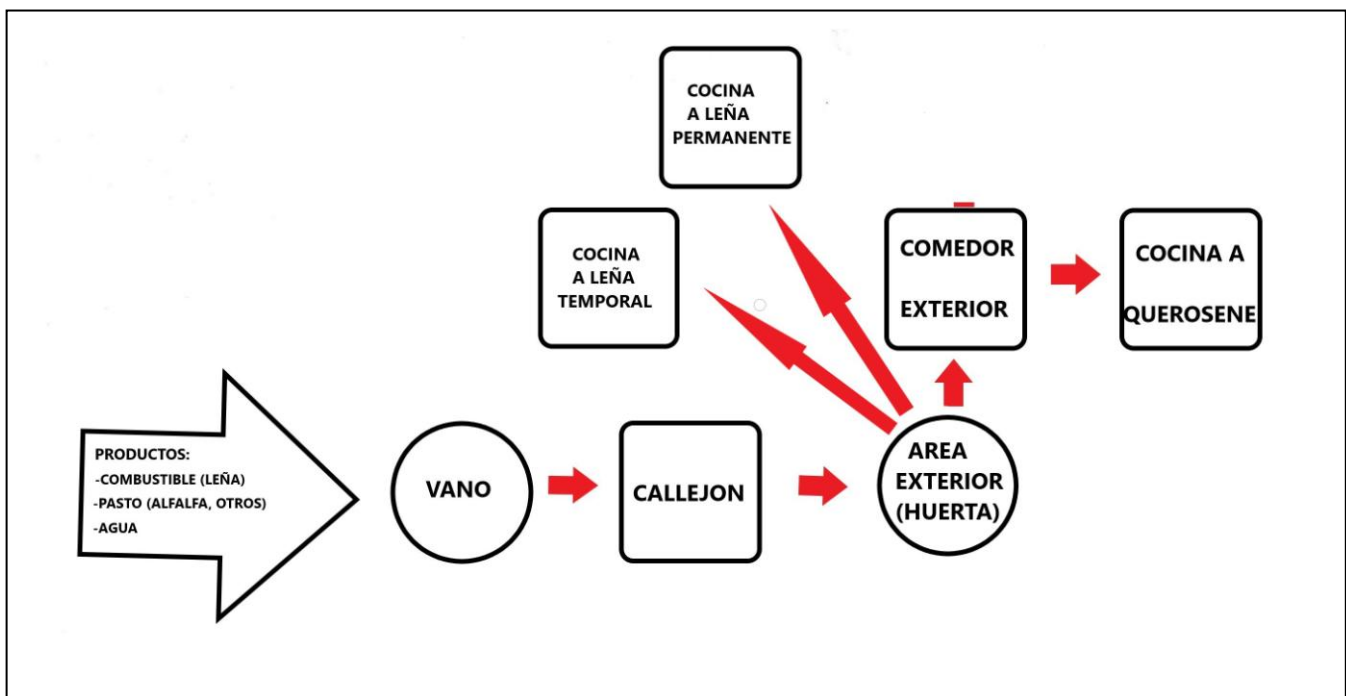 COCINA
A LEÑA
PERMANENTE
COCINA
A LEÑA
TEMPORAL
COMEDOR
EXTERIOR
COCINA A
QUEROSENE
PRODUCTOS:
-COMBUSTIBLE (LEÑA)
-PASTO (ALFALFA, OTROS)
-AGUA
VANO
CALLEJON
AREA
EXTERIOR
(HUERTA)